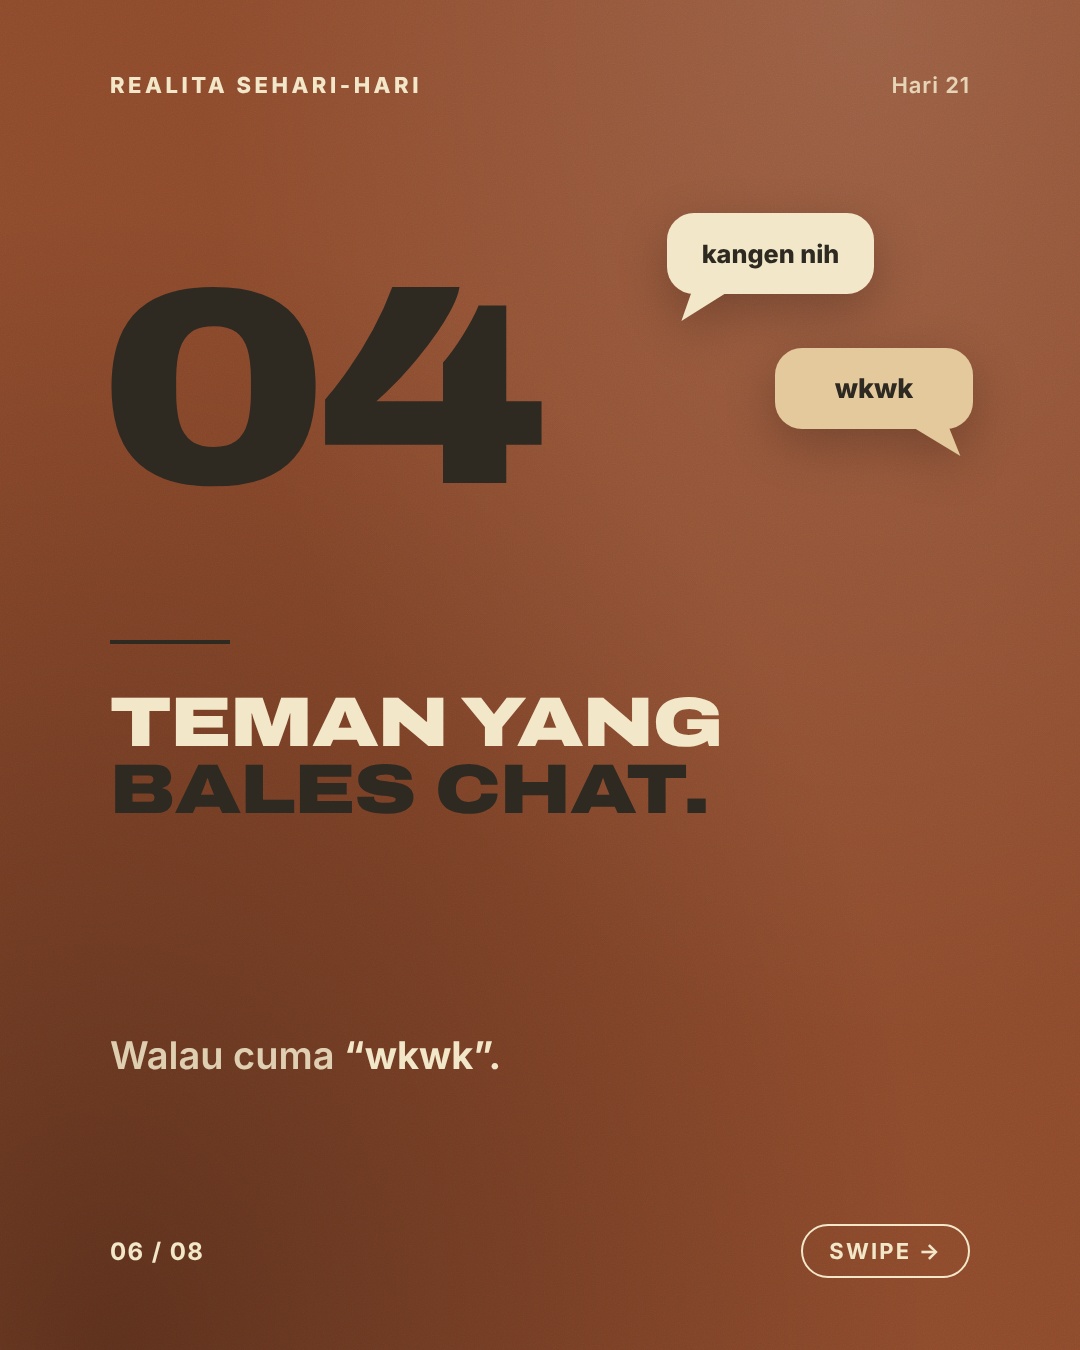 REALITA SEHARI-HARI
Hari 21
kangen nih
04
wkwk
TEMAN YANG
BALES CHAT.
Walau cuma “wkwk”.
06 / 08
SWIPE →